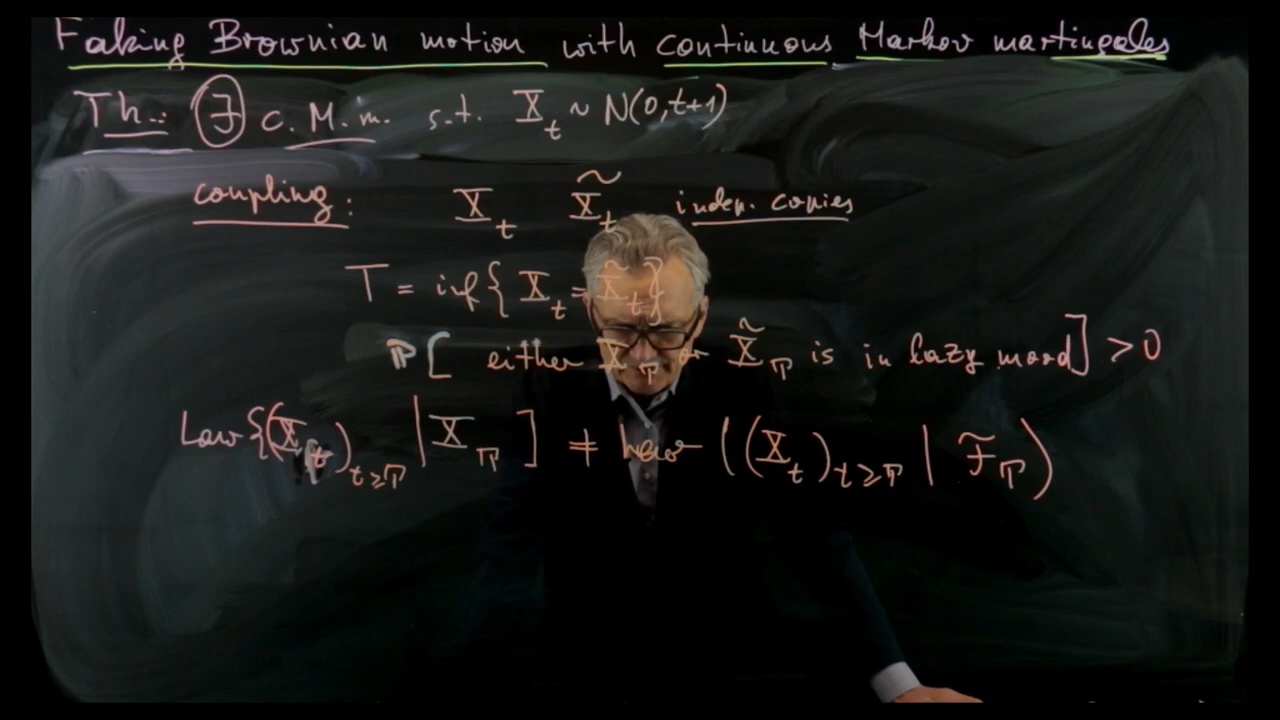 Faking Brownian motion with continuous Markov martingales
Th.: ∃ c. M. m. s.t. X_t ~ N(0,t+1)
coupling: X_t X̃_t indep. copies
T = inf{ X_t = X̃_t }
P[ either X_T or X̃_T is in lazy mood] > 0
Law{(X_t)_{t≥T} | X_T ] ≠ Law ((X_t)_{t≥T} | F_T)